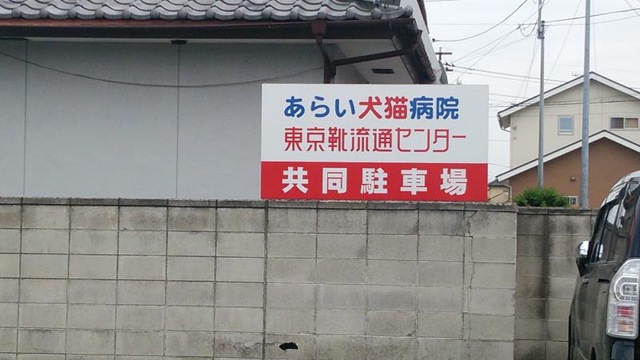 あらい犬猫病院
東京靴流通センター
共同駐車場